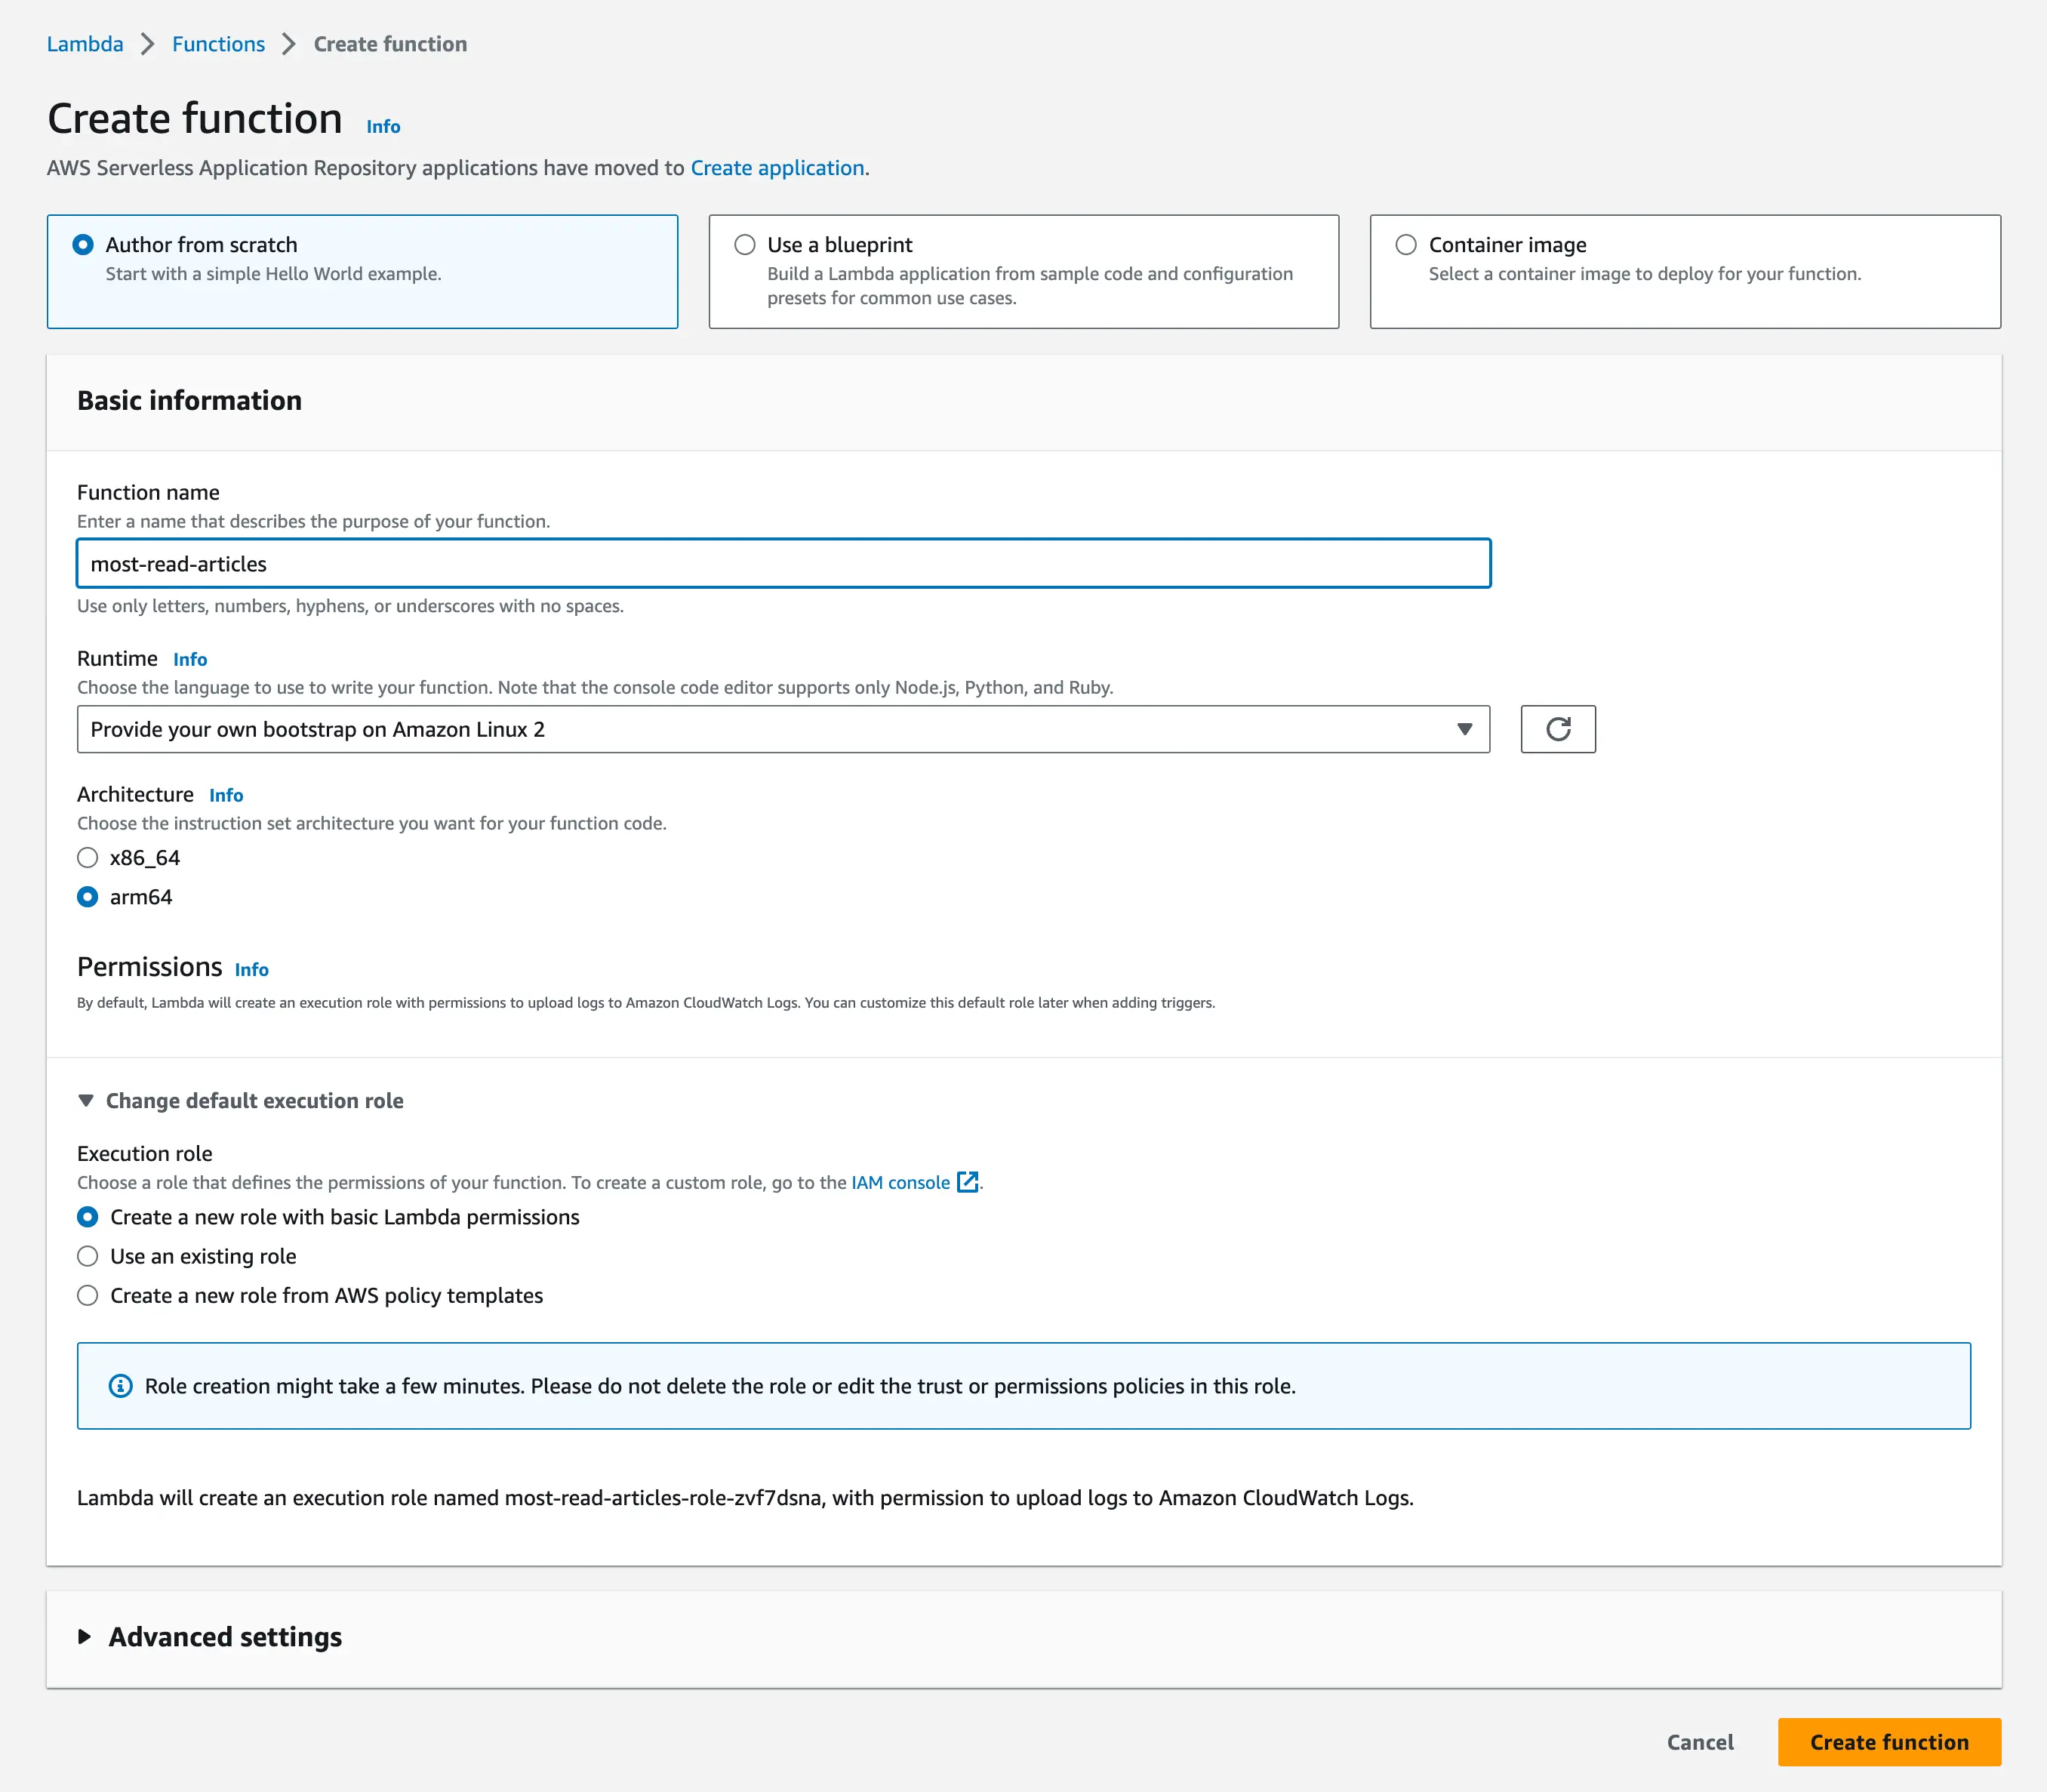 Lambda > Functions > Create function
Create function Info
AWS Serverless Application Repository applications have moved to Create application.
Author from scratch
Start with a simple Hello World example.
Use a blueprint
Build a Lambda application from sample code and configuration
presets for common use cases.
Container image
Select a container image to deploy for your function.
Basic information
Function name
Enter a name that describes the purpose of your function.
most-read-articles
Use only letters, numbers, hyphens, or underscores with no spaces.
Runtime Info
Choose the language to use to write your function. Note that the console code editor supports only Node.js, Python, and Ruby.
Provide your own bootstrap on Amazon Linux 2
Architecture Info
Choose the instruction set architecture you want for your function code.
x86_64
arm64
Permissions Info
By default, Lambda will create an execution role with permissions to upload logs to Amazon CloudWatch Logs. You can customize this default role later when adding triggers.
Change default execution role
Execution role
Choose a role that defines the permissions of your function. To create a custom role, go to the IAM console.
Create a new role with basic Lambda permissions
Use an existing role
Create a new role from AWS policy templates
Role creation might take a few minutes. Please do not delete the role or edit the trust or permissions policies in this role.
Lambda will create an execution role named most-read-articles-role-zvf7dsna, with permission to upload logs to Amazon CloudWatch Logs.
Advanced settings
Cancel
Create function